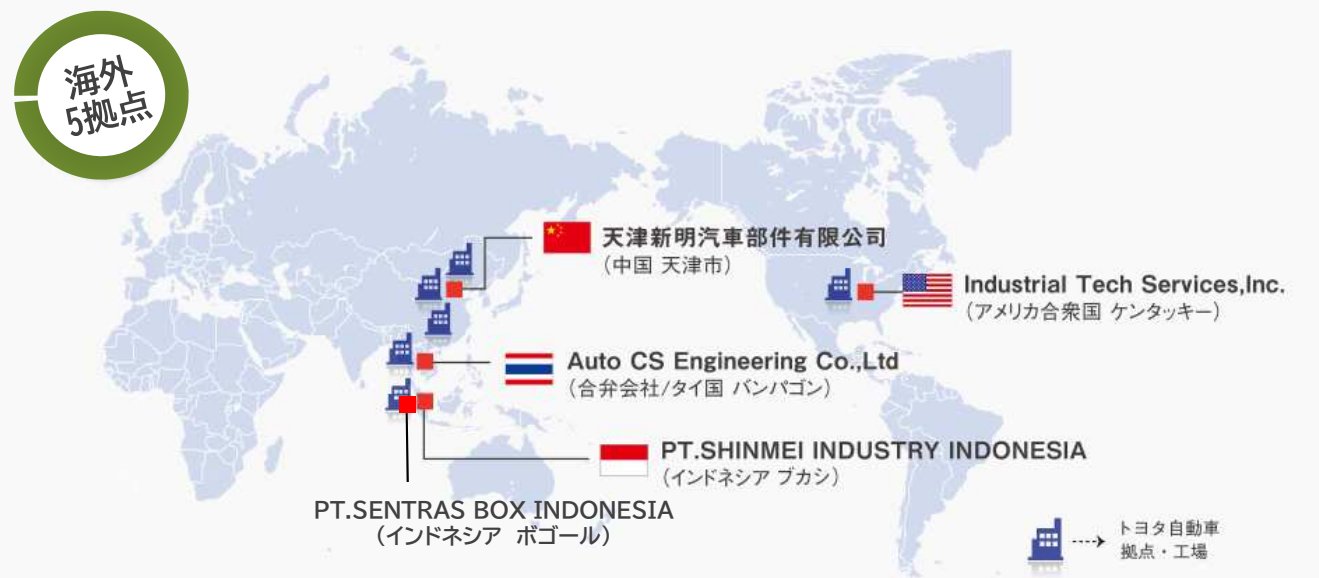 海外
5拠点
天津新明汽車部件有限公司
（中国 天津市）
Industrial Tech Services,Inc.
（アメリカ合衆国 ケンタッキー）
Auto CS Engineering Co.,Ltd
（合弁会社/タイ国 バンパゴン）
PT.SHINMEI INDUSTRY INDONESIA
（インドネシア ブカシ）
PT.SENTRAS BOX INDONESIA
（インドネシア ボゴール）
トヨタ自動車
拠点・工場